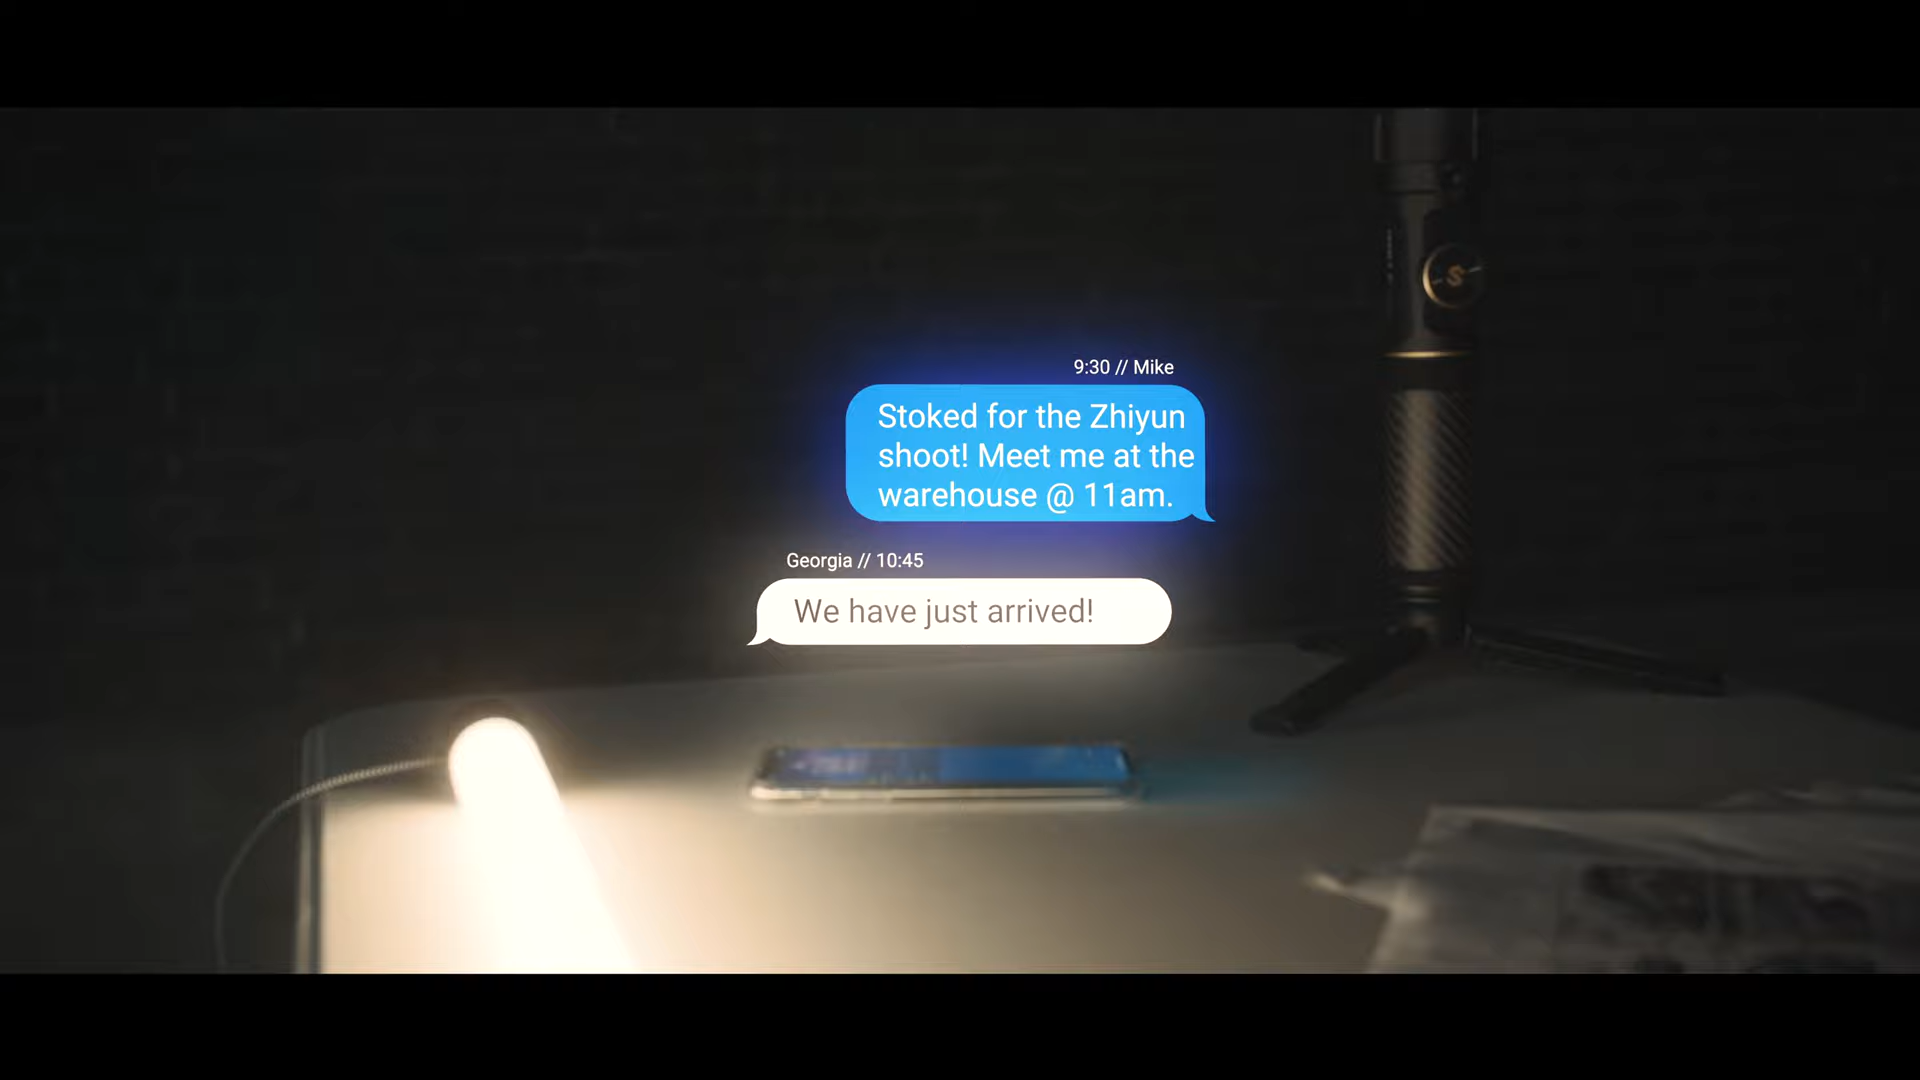 9:30 // Mike
Stoked for the Zhiyun
shoot! Meet me at the
warehouse @ 11am.
Georgia // 10:45
We have just arrived!
S